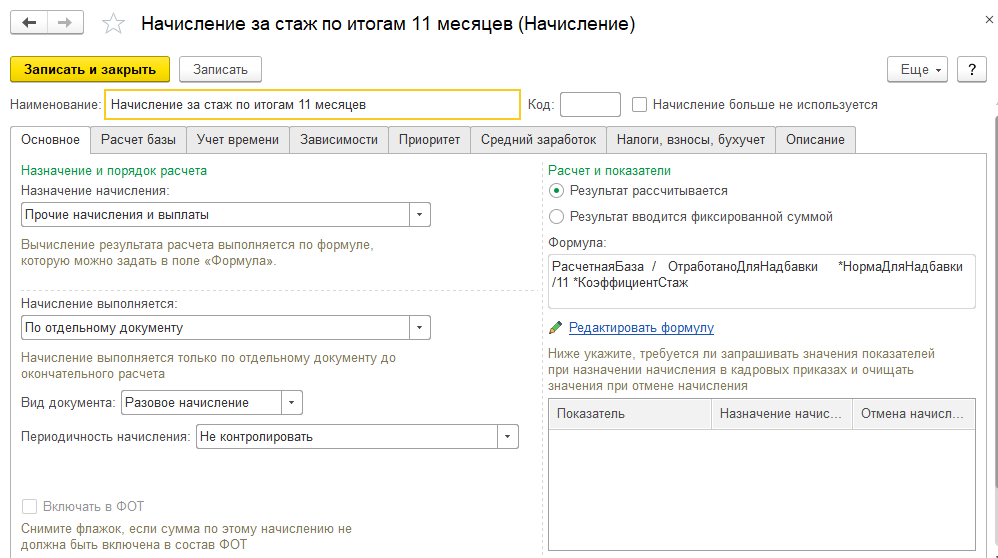 Начисление за стаж по итогам 11 месяцев (Начисление)
Записать и закрыть
Записать
Еще
?
Наименование:
Начисление за стаж по итогам 11 месяцев
Код:
Начисление больше не используется
Основное
Расчет базы
Учет времени
Зависимости
Приоритет
Средний заработок
Налоги, взносы, бухучет
Описание
Назначение и порядок расчета
Назначение начисления:
Прочие начисления и выплаты
Вычисление результата расчета выполняется по формуле,
которую можно задать в поле «Формула».
Начисление выполняется:
По отдельному документу
Начисление выполняется только по отдельному документу до
окончательного расчета
Вид документа:
Разовое начисление
Периодичность начисления:
Не контролировать
Включать в ФОТ
Снимите флажок, если сумма по этому начислению не
должна быть включена в состав ФОТ
Расчет и показатели
Результат рассчитывается
Результат вводится фиксированной суммой
Формула:
РасчетнаяБаза / ОтработаноДляНадбавки *НормаДляНадбавки
/11 *КоэффициентСтаж
Редактировать формулу
Ниже укажите, требуется ли запрашивать значения показателей
при назначении начисления в кадровых приказах и очищать
значения при отмене начисления
Показатель
Назначение начис...
Отмена начисл...